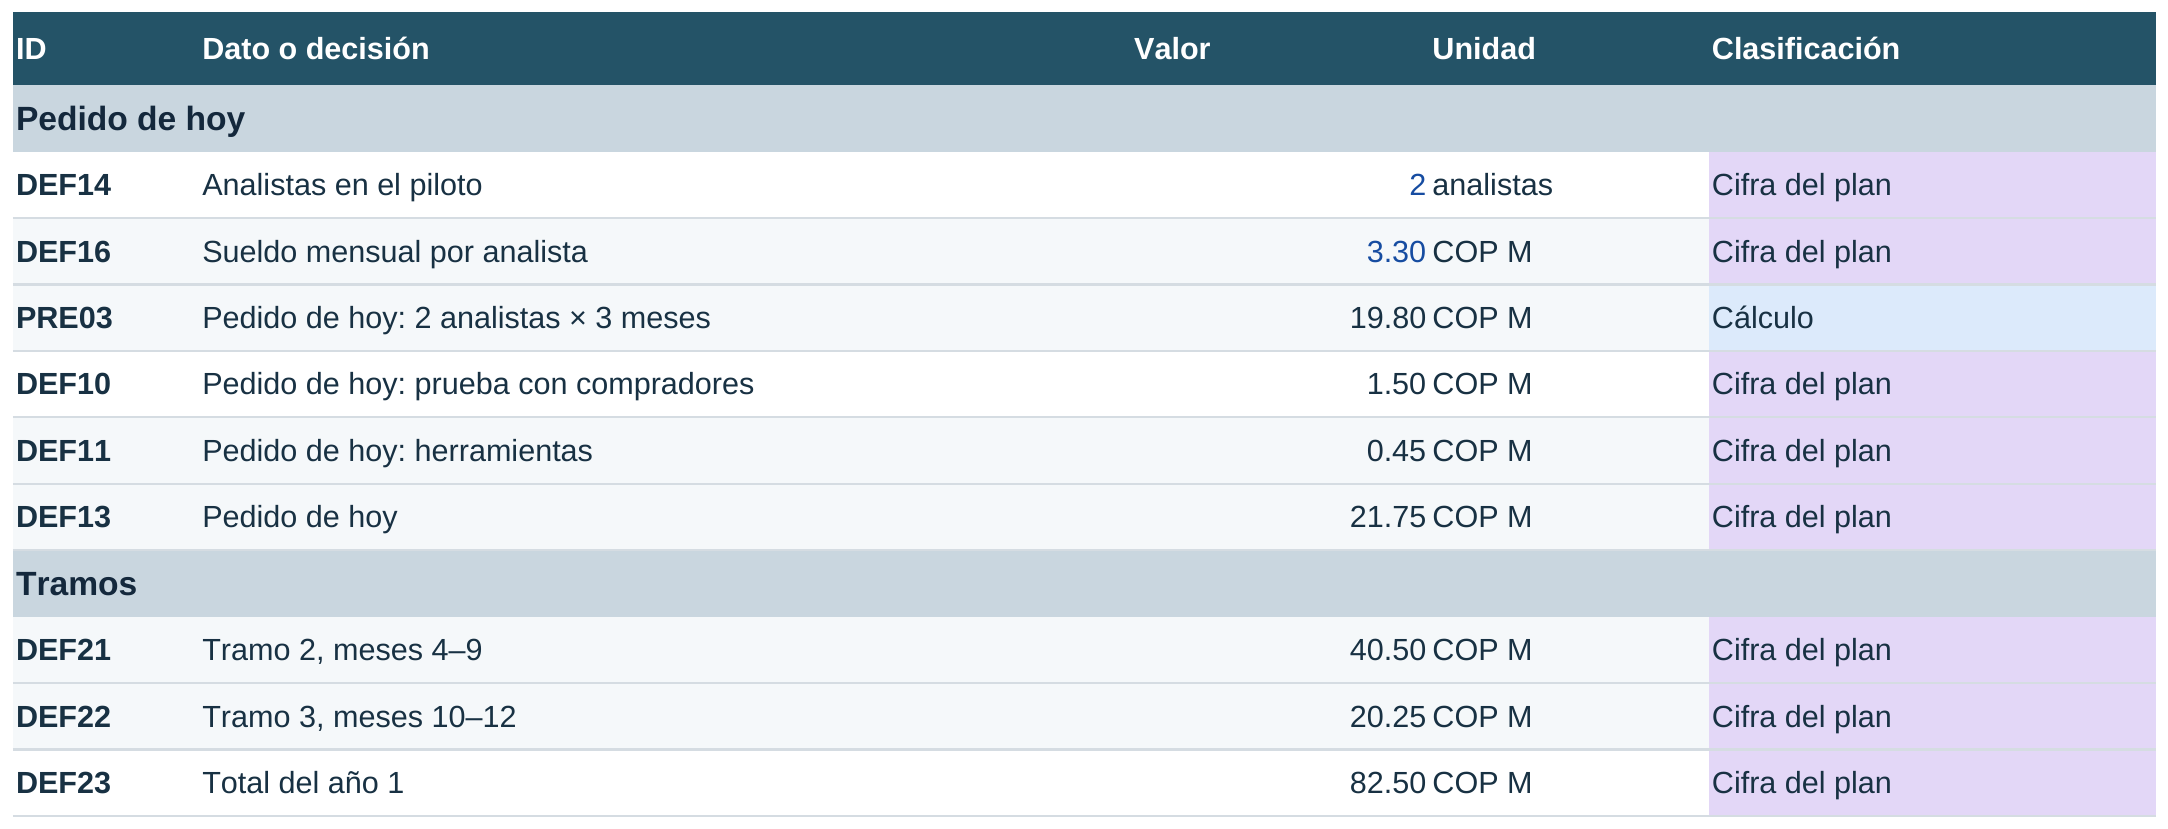 ID Dato o decisión Valor Unidad Clasificación
Pedido de hoy
DEF14 Analistas en el piloto 2 analistas Cifra del plan
DEF16 Sueldo mensual por analista 3.30 COP M Cifra del plan
PRE03 Pedido de hoy: 2 analistas × 3 meses 19.80 COP M Cálculo
DEF10 Pedido de hoy: prueba con compradores 1.50 COP M Cifra del plan
DEF11 Pedido de hoy: herramientas 0.45 COP M Cifra del plan
DEF13 Pedido de hoy 21.75 COP M Cifra del plan
Tramos
DEF21 Tramo 2, meses 4–9 40.50 COP M Cifra del plan
DEF22 Tramo 3, meses 10–12 20.25 COP M Cifra del plan
DEF23 Total del año 1 82.50 COP M Cifra del plan